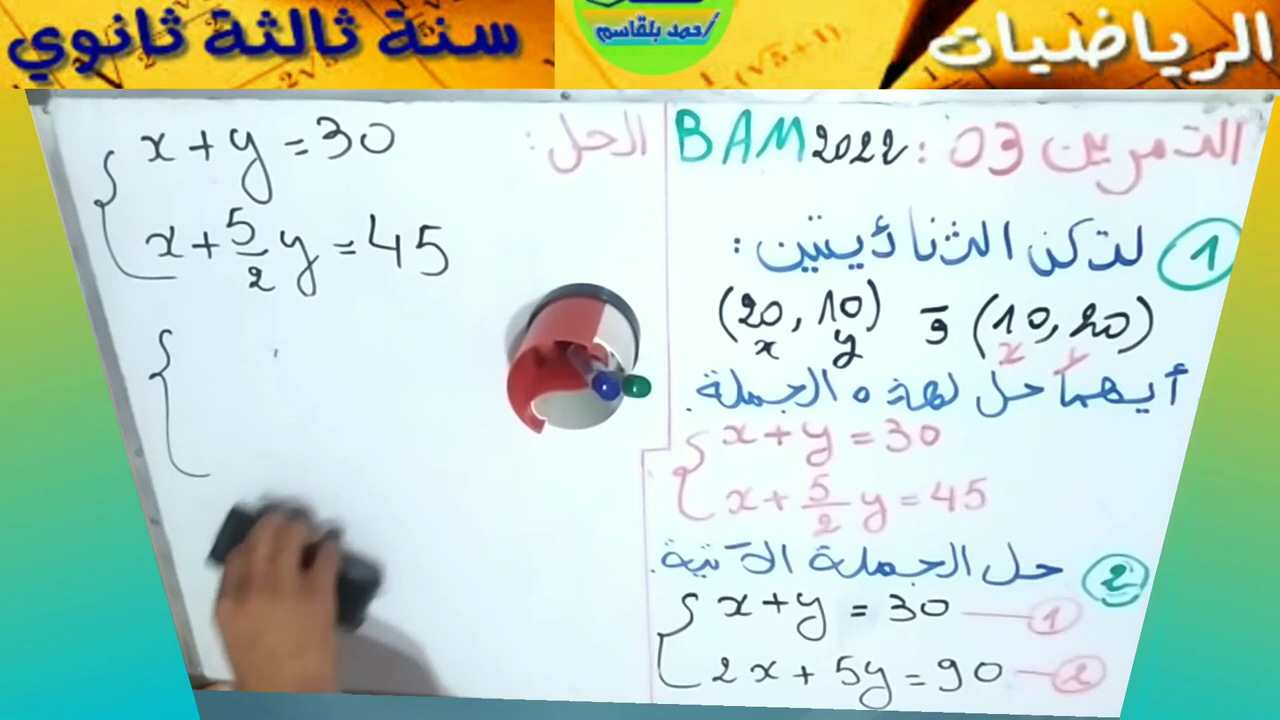 الرياضيات
أحمد بلقاسم
سنة ثالثة ثانوي
التمرين 03 : BAM 2022
① لتكن الثنائيتين :
(10, 20) و (20, 10)
x y x y
أيهما حل لهذه الجملة.
x + y = 30
x + 5/2 y = 45
② حل الجملة الآتية.
x + y = 30 — ①
2x + 5y = 90 — ②
الحل :
x + y = 30
x + 5/2 y = 45